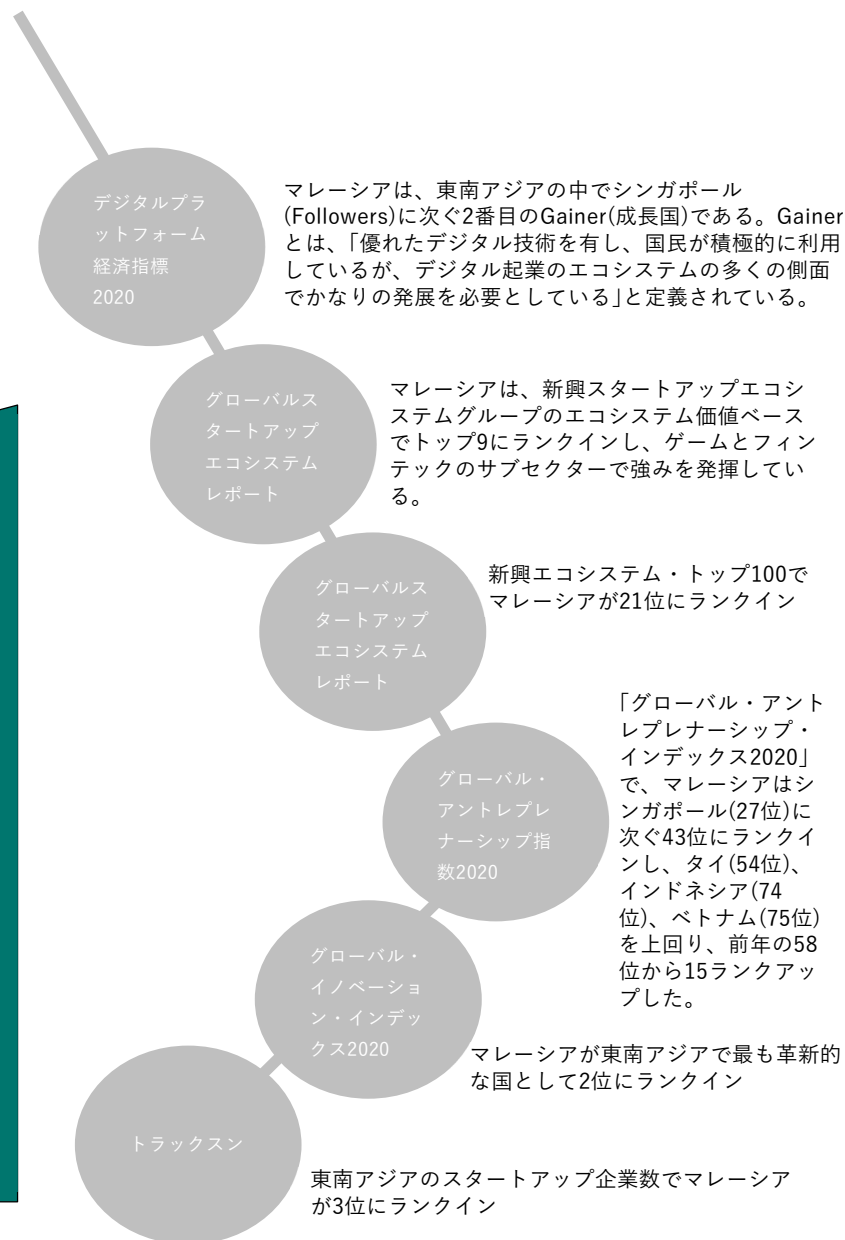 デジタルプラ
ットフォーム
経済指標
2020
マレーシアは、東南アジアの中でシンガポール
(Followers)に次ぐ2番目のGainer(成長国)である。Gainer
とは、「優れたデジタル技術を有し、国民が積極的に利用
しているが、デジタル起業のエコシステムの多くの側面
でかなりの発展を必要としている」と定義されている。
グローバルス
タートアップ
エコシステム
レポート
マレーシアは、新興スタートアップエコシ
ステムグループのエコシステム価値ベース
でトップ9にランクインし、ゲームとフィン
テックのサブセクターで強みを発揮してい
る。
グローバルス
タートアップ
エコシステム
レポート
新興エコシステム・トップ100で
マレーシアが21位にランクイン
グローバル・
アントレプレ
ナーシップ指
数2020
「グローバル・アント
レプレナーシップ・
インデックス2020」
で、マレーシアはシ
ンガポール(27位)に
次ぐ43位にランクイ
ンし、タイ(54位)、
インドネシア(74
位)、ベトナム(75位)
を上回り、前年の58
位から15ランクアッ
プした。
グローバル・
イノベーショ
ン・インデッ
クス2020
マレーシアが東南アジアで最も革新的
な国として2位にランクイン
トラックスン
東南アジアのスタートアップ企業数でマレーシア
が3位にランクイン